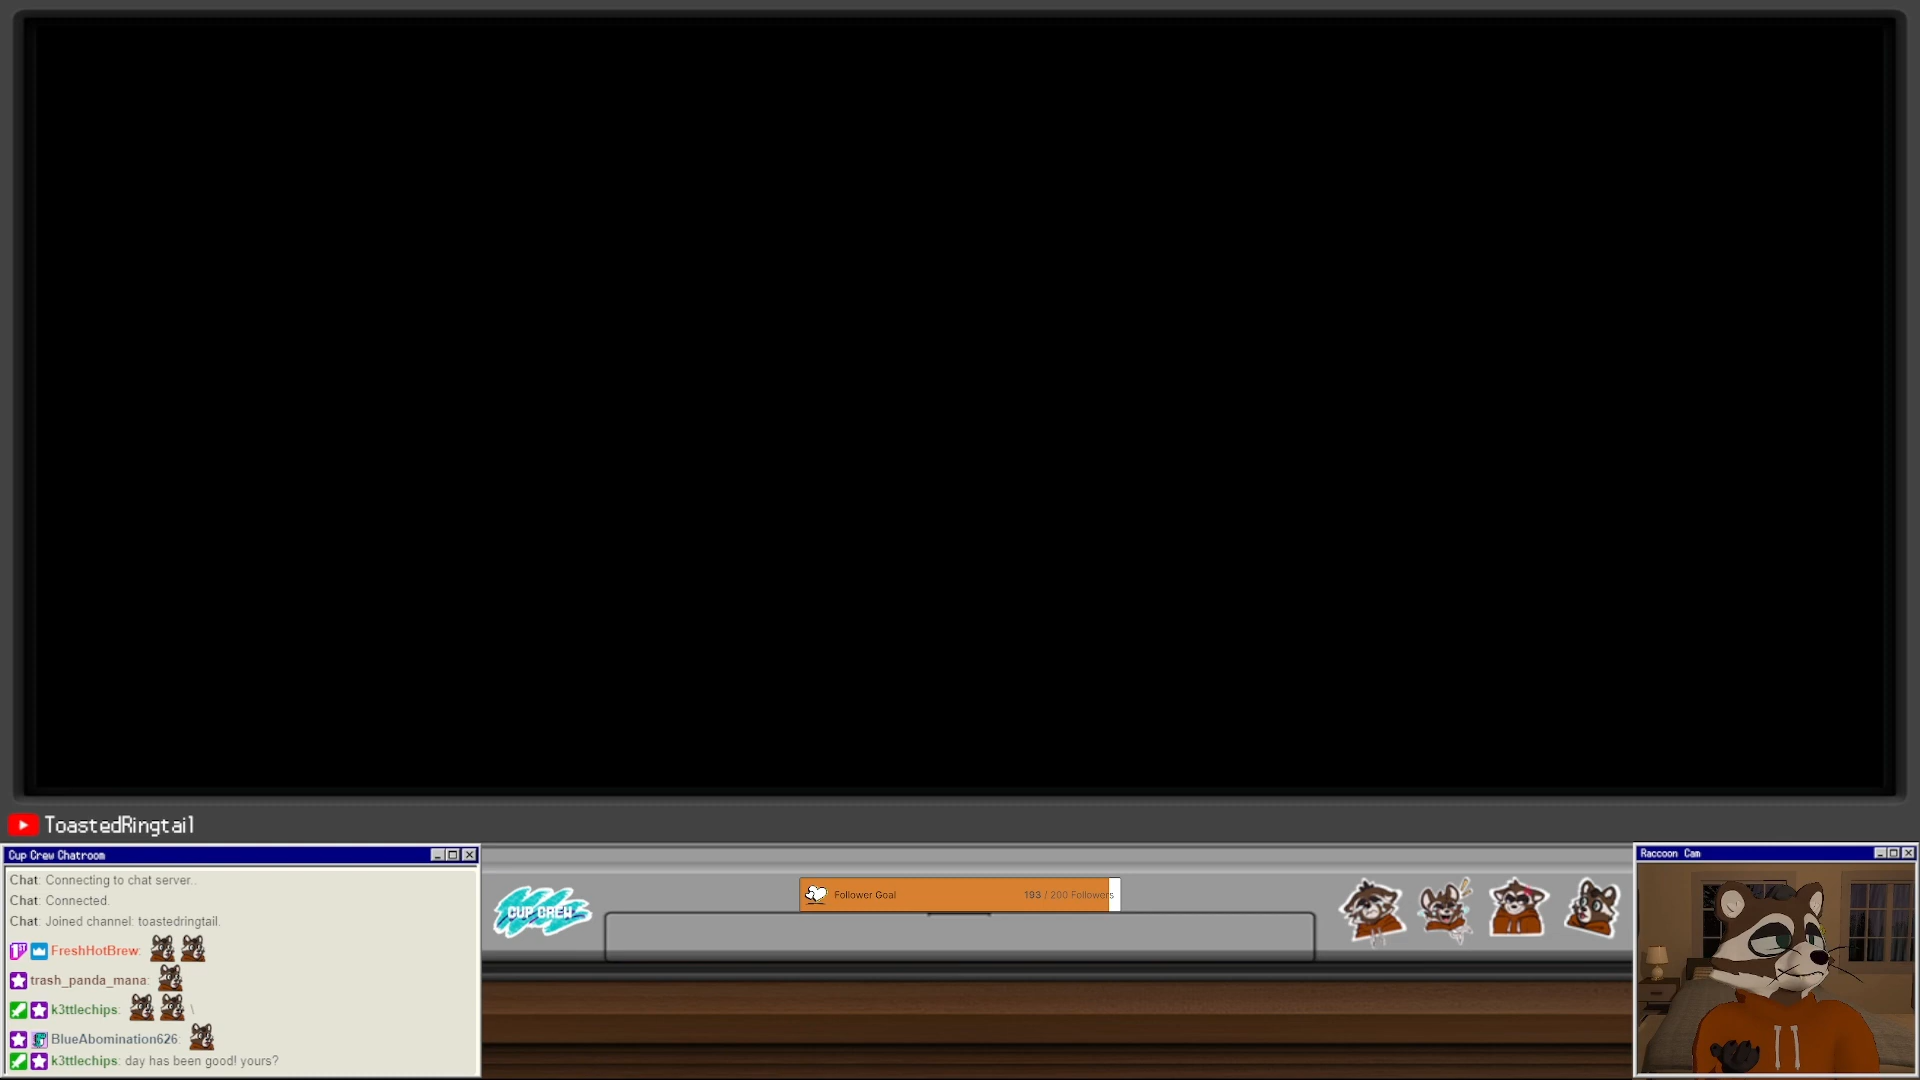 ToastedRingtail
Cup Crew Chatroom
Chat: Connecting to chat server..
Chat: Connected.
Chat: Joined channel: toastedringtail.
FreshHotBrew:
trash_panda_mana:
k3ttlechips: \
BlueAbomination626:
k3ttlechips: day has been good! yours?
CUP CREW
Follower Goal 193 / 200 Followers
Raccoon Cam